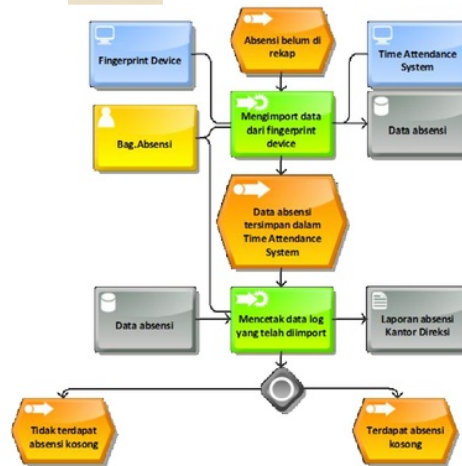 Fingerprint Device
Absensi belum di
rekap
Time Attendance
System
Bag.Absensi
Mengimport data
dari fingerprint
device
Data absensi
Data absensi
tersimpan dalam
Time Attendance
System
Data absensi
Mencetak data log
yang telah diimport
Laporan absensi
Kantor Direksi
Tidak terdapat
absensi kosong
Terdapat absensi
kosong